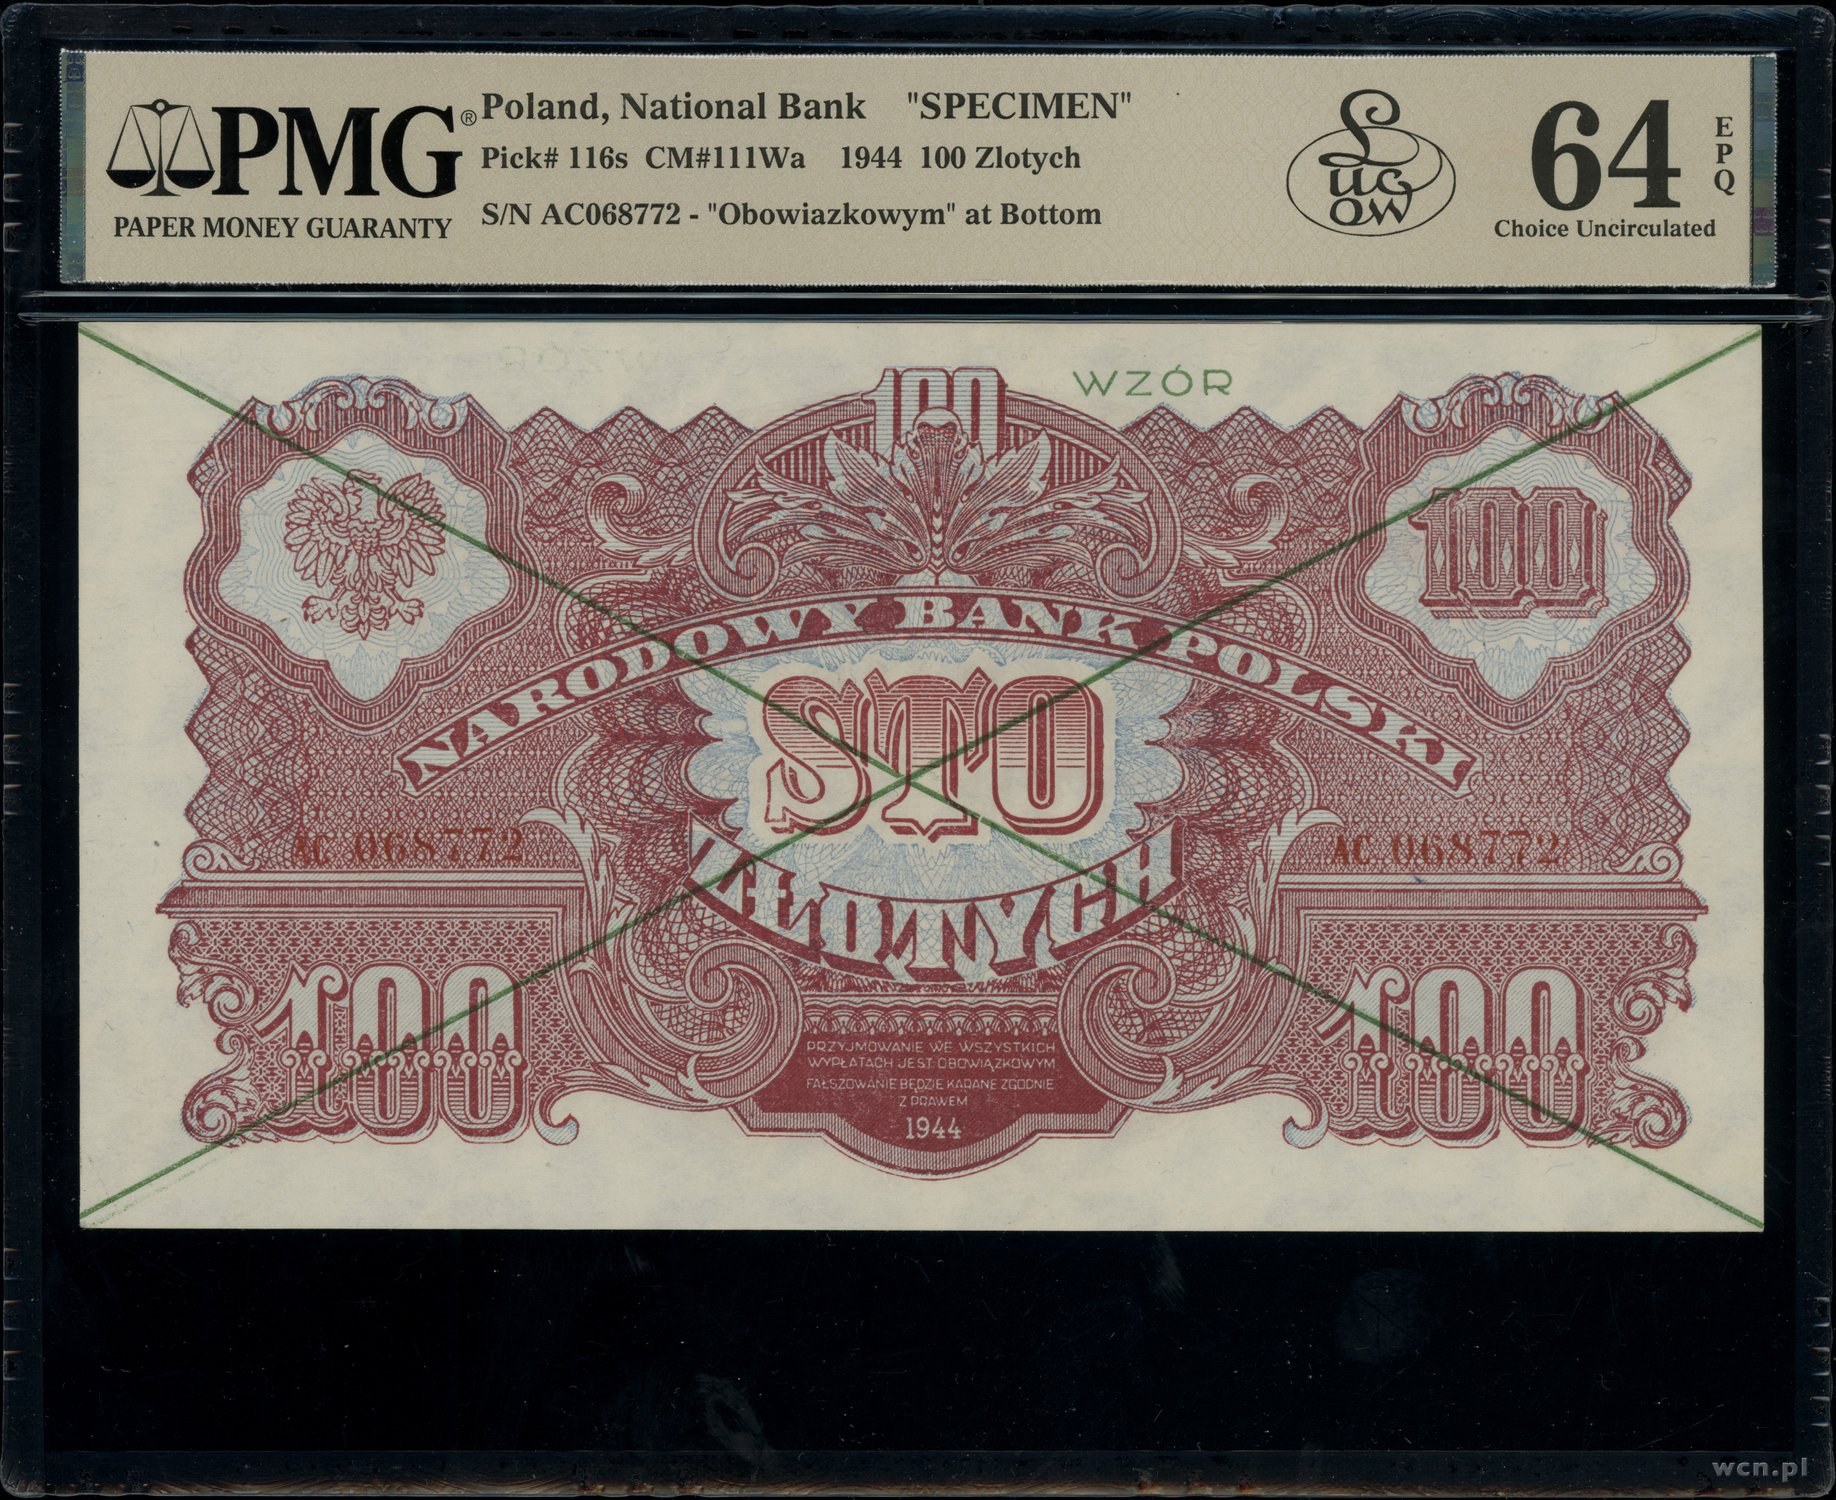 PMG®
PAPER MONEY GUARANTY
Poland, National Bank "SPECIMEN"
Pick# 116s CM#111Wa 1944 100 Zlotych
S/N AC068772 - "Obowiazkowym" at Bottom
Lucow
64
EPQ
Choice Uncirculated
WZÓR
100
100
NARODOWY BANK POLSKI
STO
ZŁOTYCH
AC 068772
AC 068772
100
100
PRZYJMOWANIE WE WSZYSTKICH
WYPŁATACH JEST OBOWIĄZKOWYM
FAŁSZOWANIE BĘDZIE KARANE ZGODNIE
Z PRAWEM
1944
wcn.pl